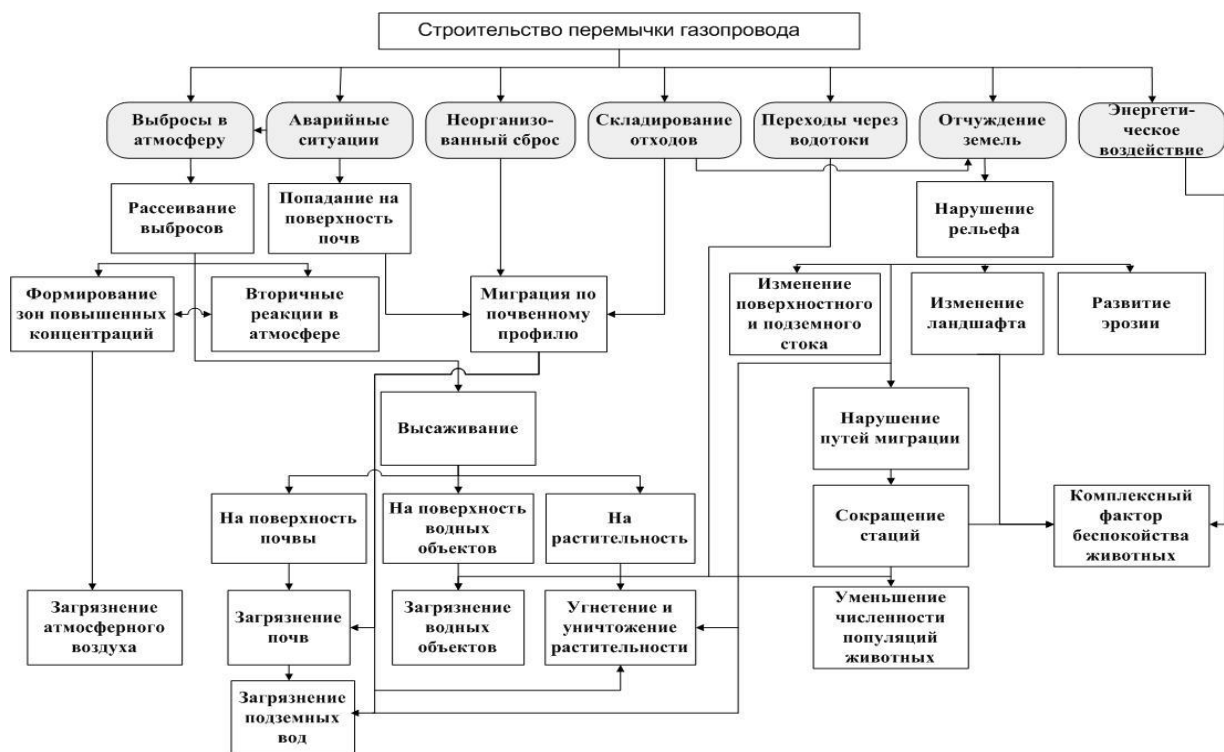 Строительство перемычки газопровода
Выбросы в
атмосферу
Аварийные
ситуации
Неорганизо-
ванный сброс
Складирование
отходов
Переходы через
водотоки
Отчуждение
земель
Энергети-
ческое
воздействие
Рассеивание
выбросов
Попадание на
поверхность
почв
Нарушение
рельефа
Формирование
зон повышенных
концентраций
Вторичные
реакции в
атмосфере
Миграция по
почвенному
профилю
Изменение
поверхностного
и подземного
стока
Изменение
ландшафта
Развитие
эрозии
Высаживание
Нарушение
путей миграции
На поверхность
почвы
На поверхность
водных
объектов
На
растительность
Сокращение
стаций
Комплексный
фактор
беспокойства
животных
Загрязнение
атмосферного
воздуха
Загрязнение
почв
Загрязнение
водных
объектов
Угнетение и
уничтожение
растительности
Уменьшение
численности
популяций
животных
Загрязнение
подземных
вод